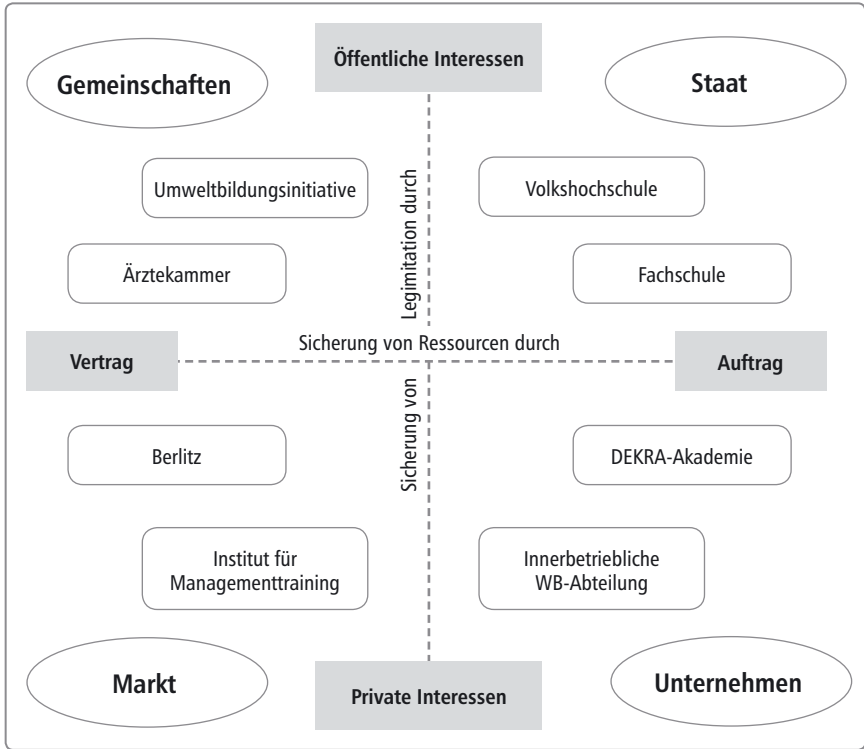 Öffentliche Interessen
Gemeinschaften
Staat
Umweltbildungsinitiative
Volkshochschule
Legimitation durch
Ärztekammer
Fachschule
Sicherung von Ressourcen durch
Vertrag
Auftrag
Sicherung von
Berlitz
DEKRA-Akademie
Institut für
Managementtraining
Innerbetriebliche
WB-Abteilung
Markt
Private Interessen
Unternehmen